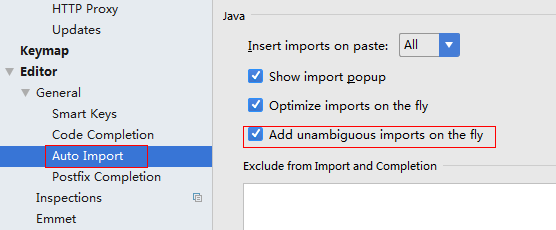 HTTP Proxy
Updates
Keymap
Editor
General
Smart Keys
Code Completion
Auto Import
Postfix Completion
Inspections
Emmet
Java
Insert imports on paste: All
Show import popup
Optimize imports on the fly
Add unambiguous imports on the fly
Exclude from Import and Completion